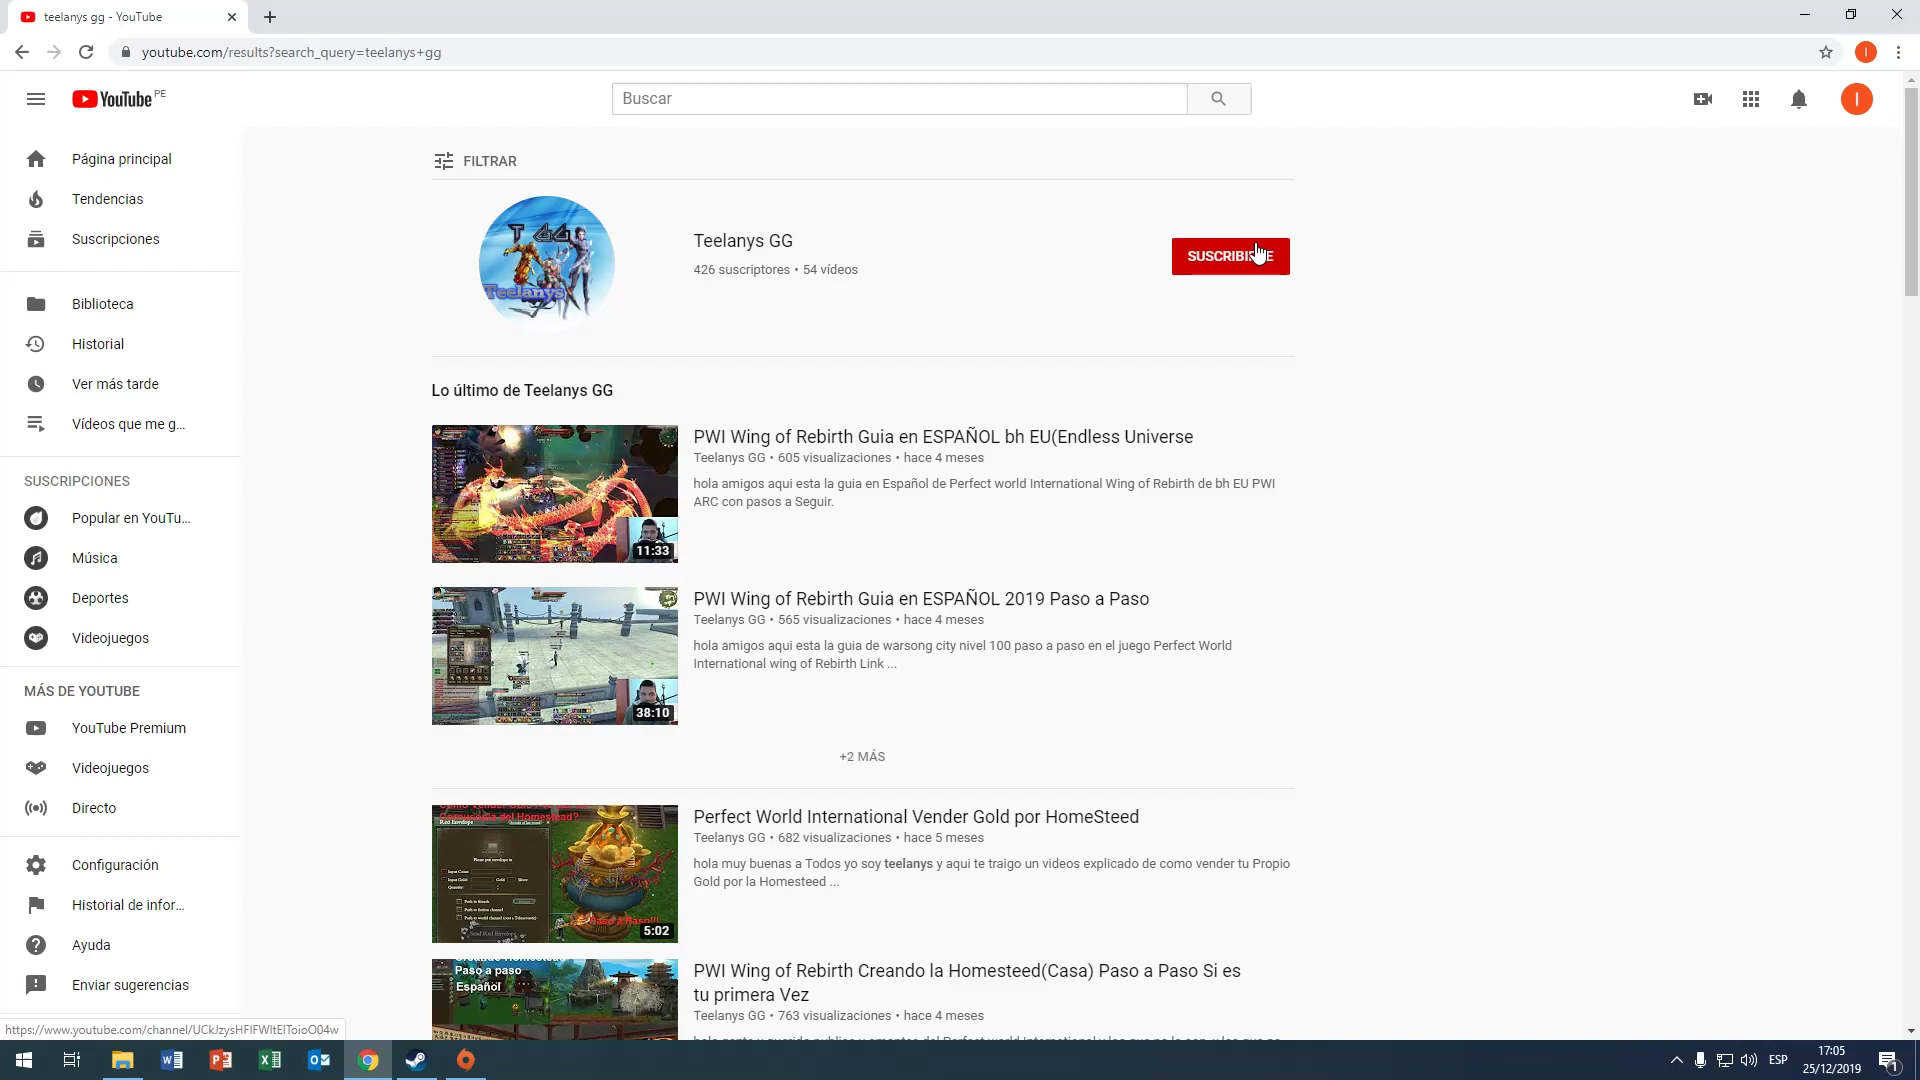 teelanys gg - YouTube
youtube.com/results?search_query=teelanys+gg
YouTube PE
Buscar
Página principal
Tendencias
Suscripciones
Biblioteca
Historial
Ver más tarde
Vídeos que me g...
SUSCRIPCIONES
Popular en YouTu...
Música
Deportes
Videojuegos
MÁS DE YOUTUBE
YouTube Premium
Videojuegos
Directo
Configuración
Historial de infor...
Ayuda
Enviar sugerencias
FILTRAR
T GG
Teelanys
Teelanys GG
426 suscriptores • 54 vídeos
SUSCRIBIRME
Lo último de Teelanys GG
11:33
PWI Wing of Rebirth Guia en ESPAÑOL bh EU(Endless Universe
Teelanys GG • 605 visualizaciones • hace 4 meses
hola amigos aqui esta la guia en Español de Perfect world International Wing of Rebirth de bh EU PWI
ARC con pasos a Seguir.
38:10
PWI Wing of Rebirth Guia en ESPAÑOL 2019 Paso a Paso
Teelanys GG • 565 visualizaciones • hace 4 meses
hola amigos aqui esta la guia de warsong city nivel 100 paso a paso en el juego Perfect World
International wing of Rebirth Link ...
+2 MÁS
Red Envelope
Send Red Envelope
5:02
Perfect World International Vender Gold por HomeSteed
Teelanys GG • 682 visualizaciones • hace 5 meses
hola muy buenas a Todos yo soy teelanys y aqui te traigo un videos explicado de como vender tu Propio
Gold por la Homesteed ...
Paso a paso
Español
PWI Wing of Rebirth Creando la Homesteed(Casa) Paso a Paso Si es
tu primera Vez
Teelanys GG • 763 visualizaciones • hace 4 meses
https://www.youtube.com/channel/UCkJzysHFIFWItEIToioO04w
ESP
17:05
25/12/2019
1